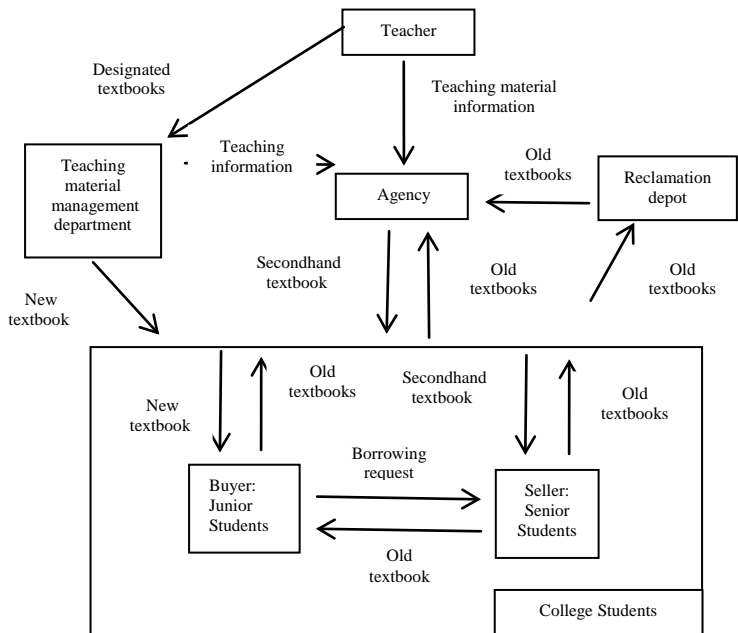 Teacher
Designated
textbooks
Teaching material
information
Teaching
information
Teaching
material
management
department
Agency
Old
textbooks
Reclamation
depot
Secondhand
textbook
Old
textbooks
Old
textbooks
New
textbook
Old
textbooks
Secondhand
textbook
Old
textbooks
New
textbook
Borrowing
request
Buyer:
Junior
Students
Seller:
Senior
Students
Old
textbook
College Students